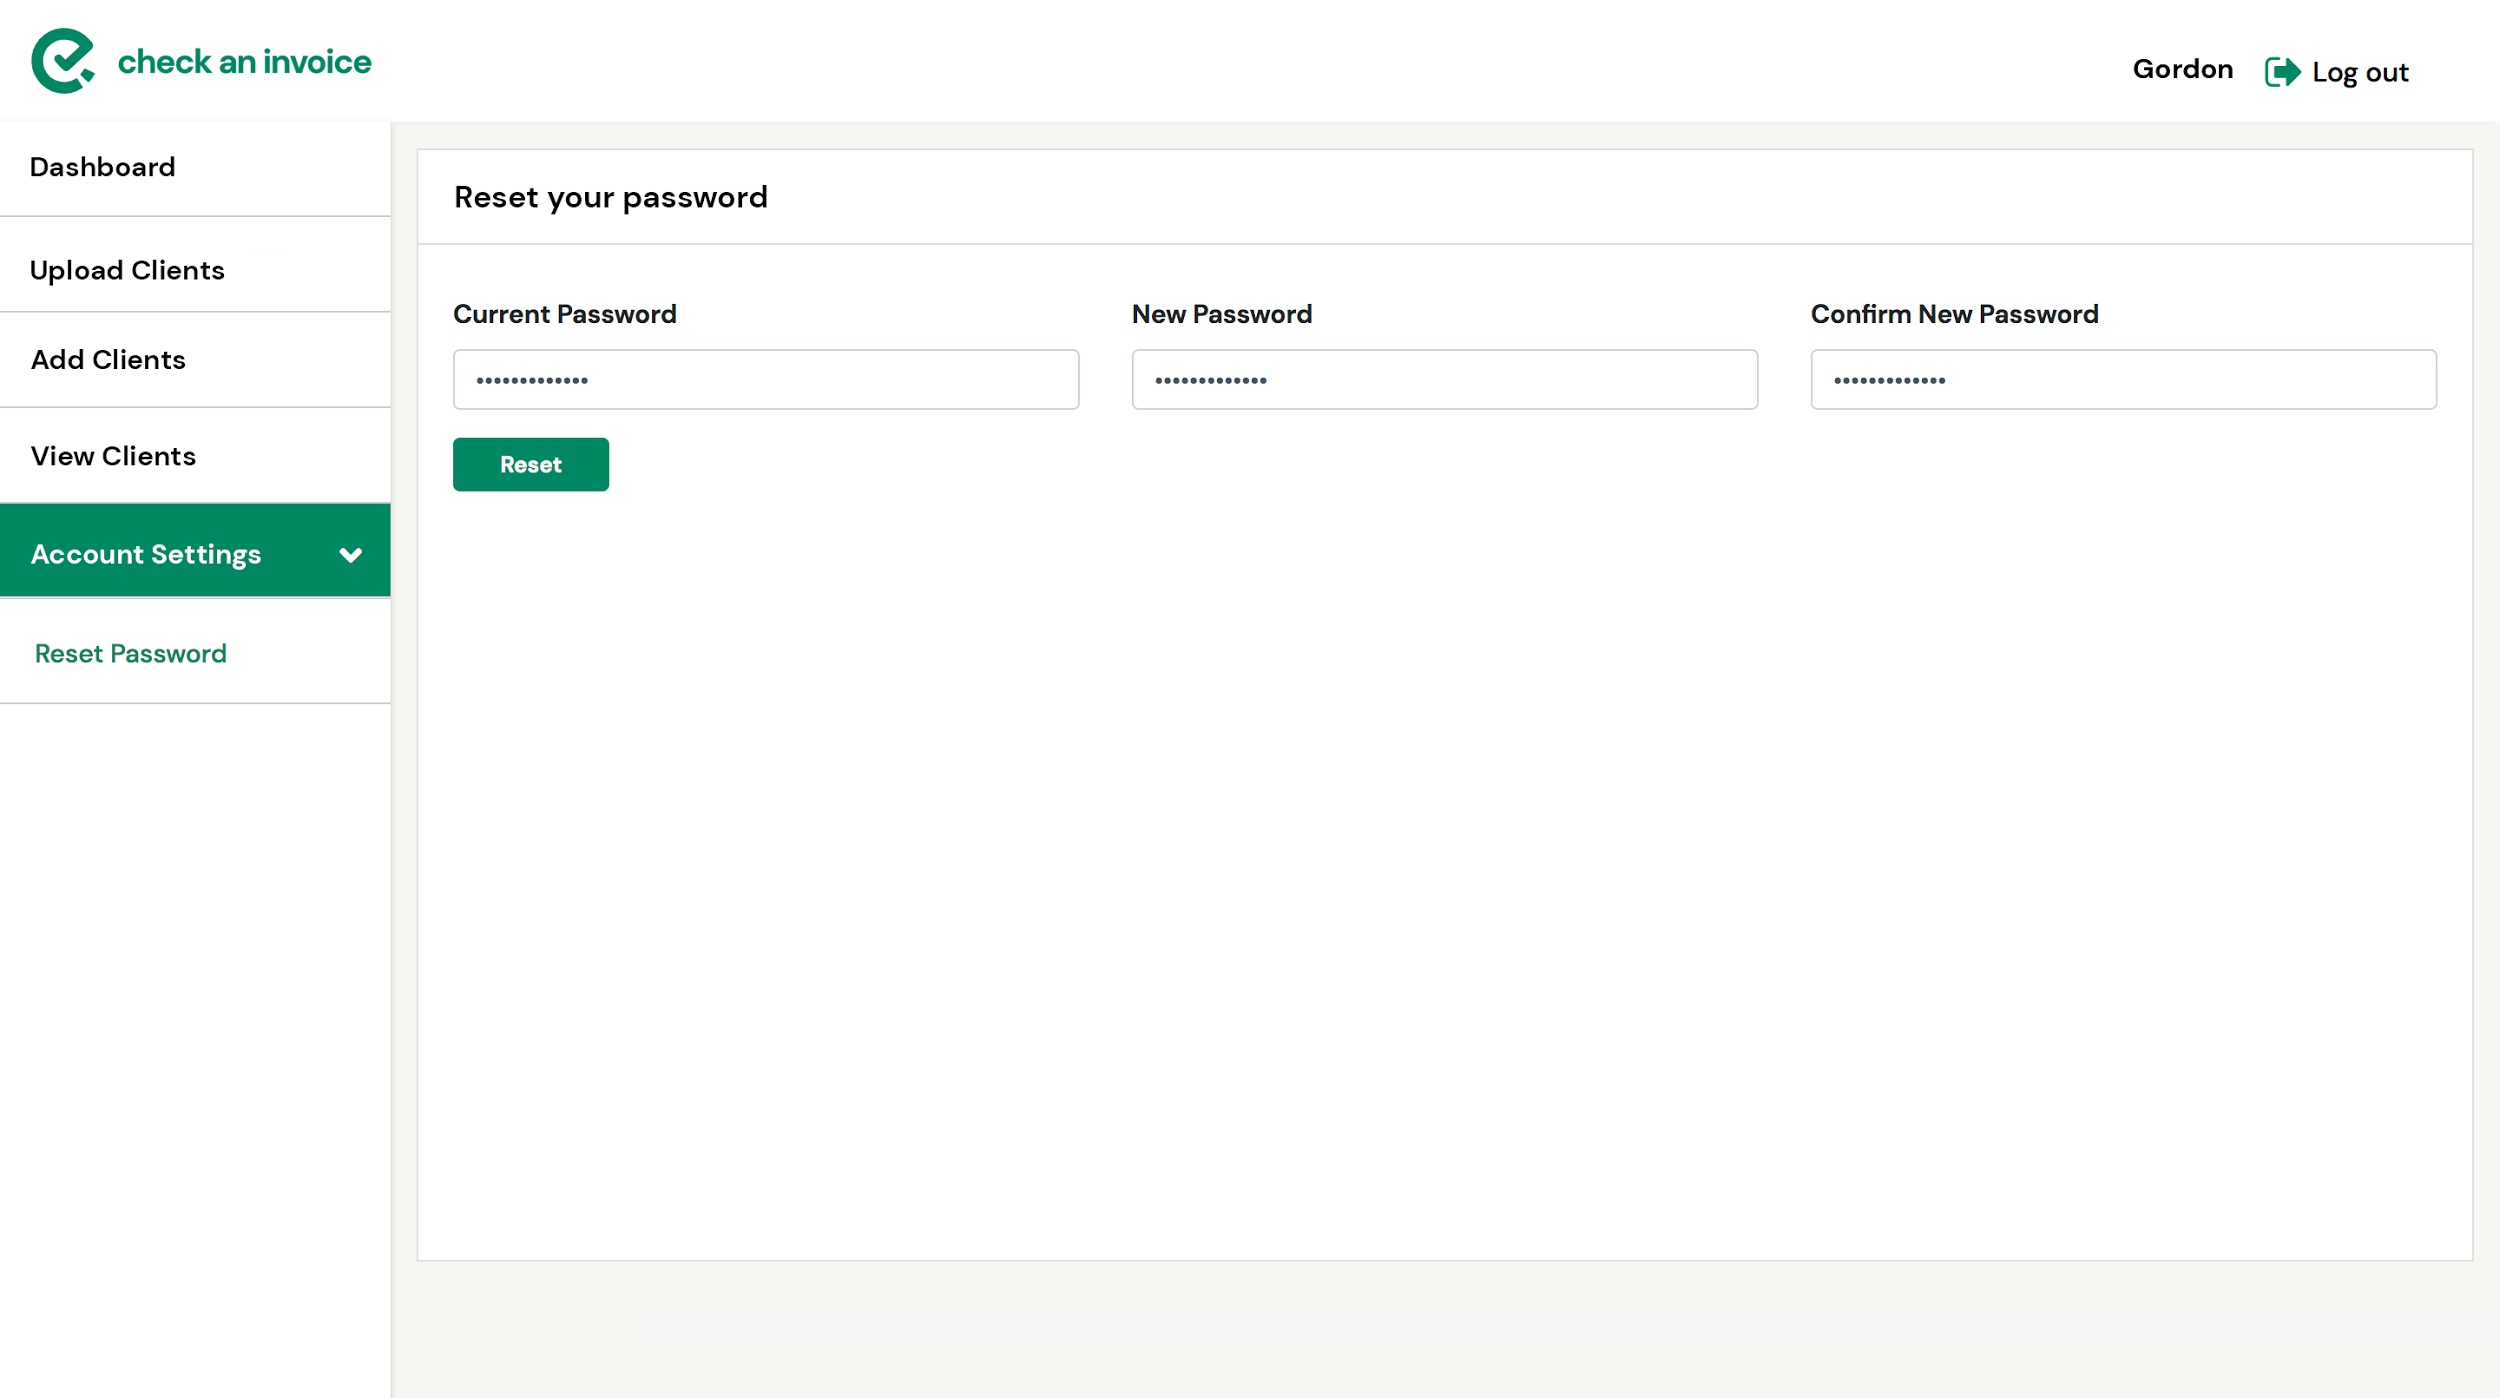 check an invoice
Gordon
Log out
Dashboard
Upload Clients
Add Clients
View Clients
Account Settings
Reset Password
Reset your password
Current Password
New Password
Confirm New Password
•••••••••••••
•••••••••••••
•••••••••••••
Reset